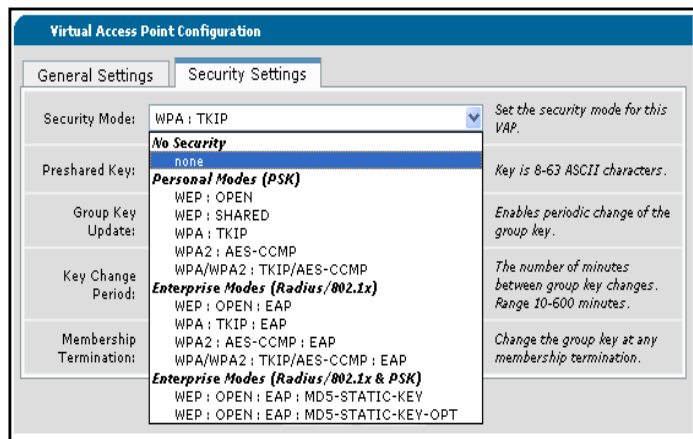 Virtual Access Point Configuration
General Settings
Security Settings
Security Mode:
WPA : TKIP
Set the security mode for this
VAP.
No Security
none
Personal Modes (PSK)
WEP : OPEN
WEP : SHARED
WPA : TKIP
WPA2 : AES-CCMP
WPA/WPA2 : TKIP/AES-CCMP
Enterprise Modes (Radius/802.1x)
WEP : OPEN : EAP
WPA : TKIP : EAP
WPA2 : AES-CCMP : EAP
WPA/WPA2 : TKIP/AES-CCMP : EAP
Enterprise Modes (Radius/802.1x & PSK)
WEP : OPEN : EAP : MD5-STATIC-KEY
WEP : OPEN : EAP : MD5-STATIC-KEY-OPT
Preshared Key:
Key is 8-63 ASCII characters.
Group Key
Update:
Enables periodic change of the
group key.
Key Change
Period:
The number of minutes
between group key changes.
Range 10-600 minutes.
Membership
Termination:
Change the group key at any
membership termination.